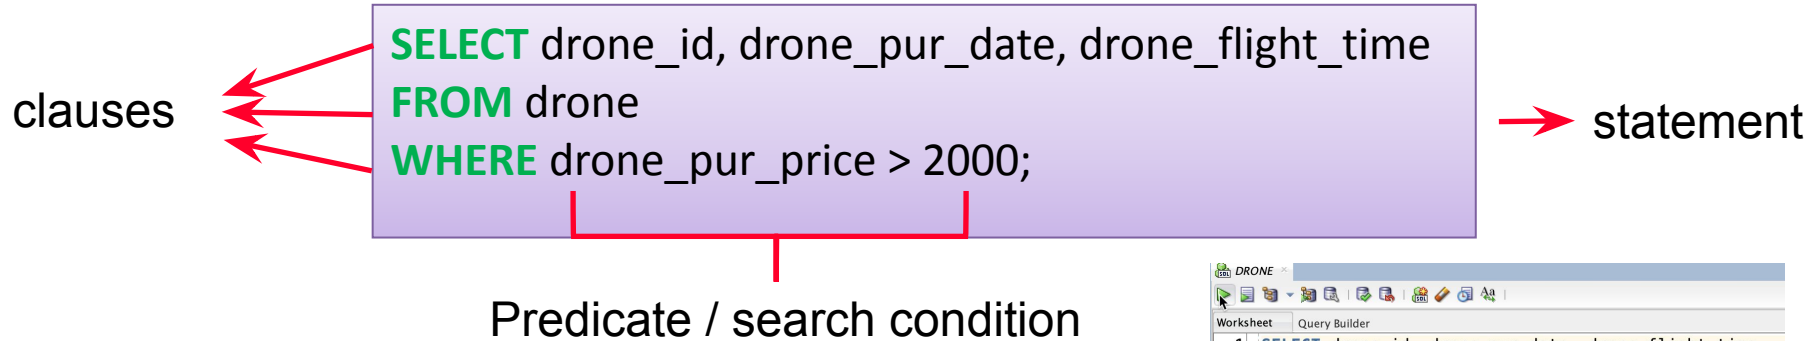 SELECT drone_id, drone_pur_date, drone_flight_time
FROM drone
WHERE drone_pur_price > 2000;
clauses
statement
Predicate / search condition
DRONE
Worksheet Query Builder